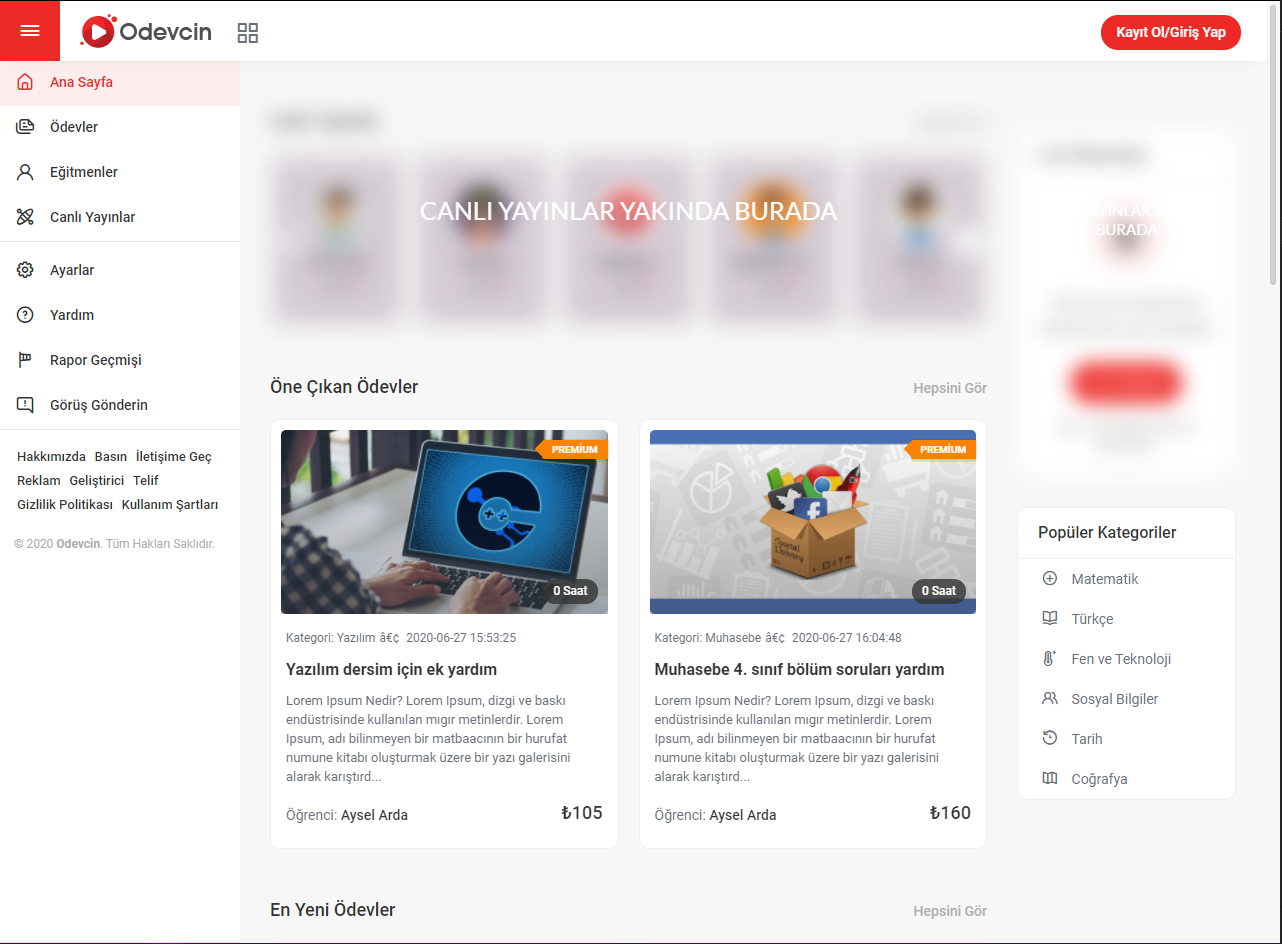 Odevcin
Kayıt Ol/Giriş Yap
Ana Sayfa
Ödevler
Eğitmenler
Canlı Yayınlar
Ayarlar
Yardım
Rapor Geçmişi
Görüş Gönderin
Hakkımızda Basın İletişime Geç
Reklam Geliştirici Telif
Gizlilik Politikası Kullanım Şartları
© 2020 Odevcin. Tüm Hakları Saklıdır.
CANLI YAYINLAR YAKINDA BURADA
BURADA
Öne Çıkan Ödevler
Hepsini Gör
PREMİUM
0 Saat
Kategori: Yazılım â€¢ 2020-06-27 15:53:25
Yazılım dersim için ek yardım
Lorem Ipsum Nedir? Lorem Ipsum, dizgi ve baskı
endüstrisinde kullanılan mıgır metinlerdir. Lorem
Ipsum, adı bilinmeyen bir matbaacının bir hurufat
numune kitabı oluşturmak üzere bir yazı galerisini
alarak karıştırd...
Öğrenci: Aysel Arda
₺105
PREMİUM
Special
Delivery
0 Saat
Kategori: Muhasebe â€¢ 2020-06-27 16:04:48
Muhasebe 4. sınıf bölüm soruları yardım
Lorem Ipsum Nedir? Lorem Ipsum, dizgi ve baskı
endüstrisinde kullanılan mıgır metinlerdir. Lorem
Ipsum, adı bilinmeyen bir matbaacının bir hurufat
numune kitabı oluşturmak üzere bir yazı galerisini
alarak karıştırd...
Öğrenci: Aysel Arda
₺160
Popüler Kategoriler
Matematik
Türkçe
Fen ve Teknoloji
Sosyal Bilgiler
Tarih
Coğrafya
En Yeni Ödevler
Hepsini Gör